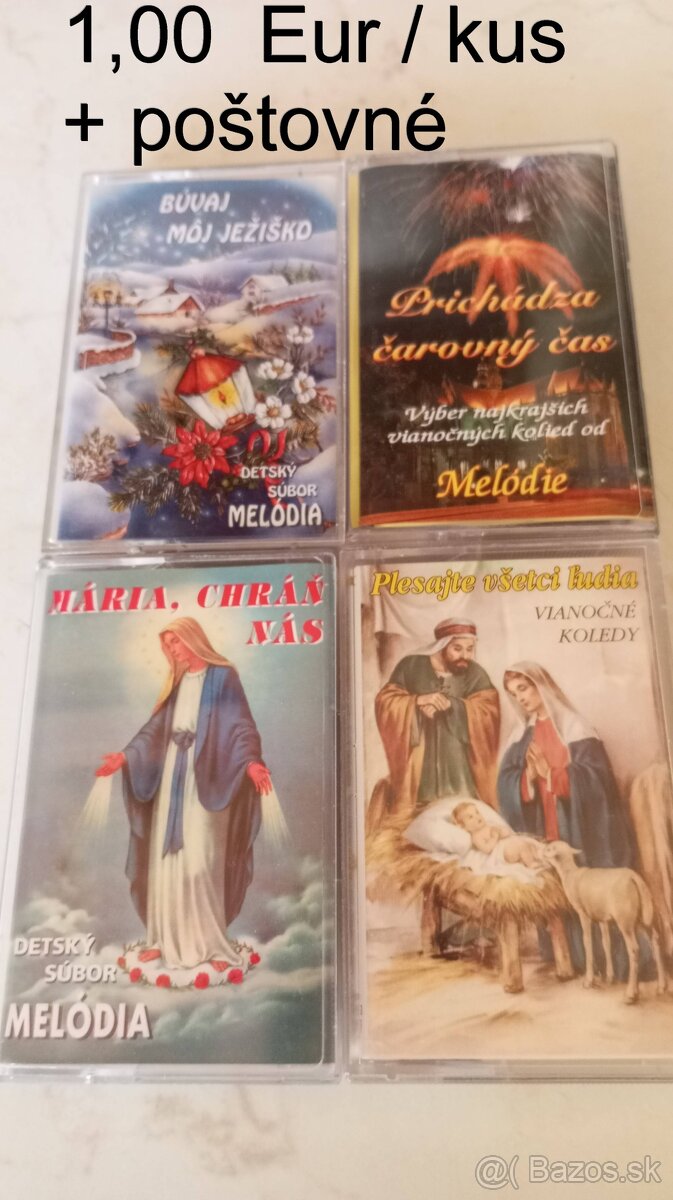 1,00 Eur / kus
+ poštovné
BÚVAJ
MÔJ JEŽIŠKO
DETSKÝ
SÚBOR
MELÓDIA
Prichádza
čarovný čas
Výber najkrajších
vianočných kolied od
Melódie
MÁRIA, CHRÁŇ
NÁS
DETSKÝ
SÚBOR
MELÓDIA
Plesajte všetci ľudia
VIANOČNÉ
KOLEDY
@( Bazos.sk